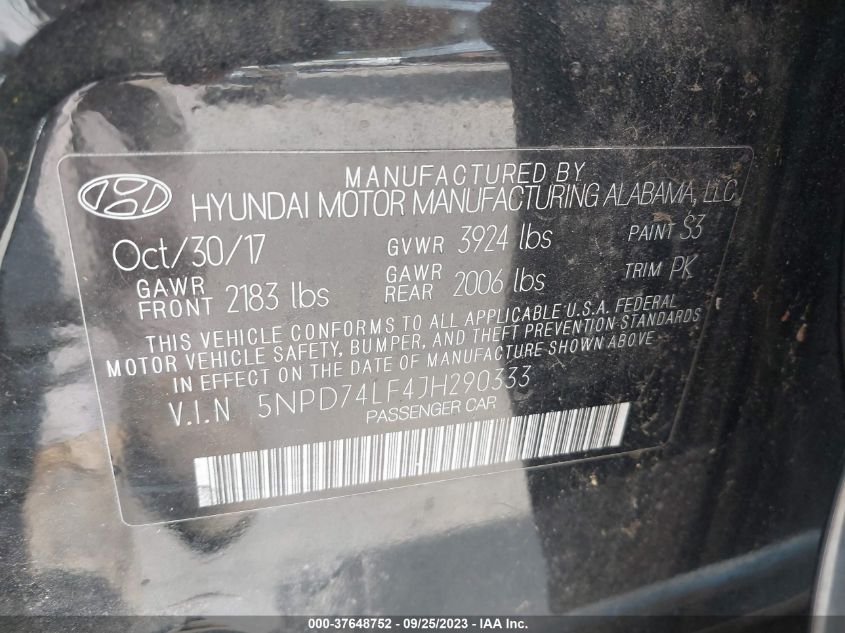 MANUFACTURED BY
HYUNDAI MOTOR MANUFACTURING ALABAMA, LLC
Oct/30/17 GVWR 3924 lbs PAINT S3
GAWR FRONT 2183 lbs GAWR REAR 2006 lbs TRIM PK
THIS VEHICLE CONFORMS TO ALL APPLICABLE U.S.A. FEDERAL
MOTOR VEHICLE SAFETY, BUMPER, AND THEFT PREVENTION STANDARDS
IN EFFECT ON THE DATE OF MANUFACTURE SHOWN ABOVE
V.I.N 5NPD74LF4JH290333
PASSENGER CAR
000-37648752 - 09/25/2023 - IAA Inc.